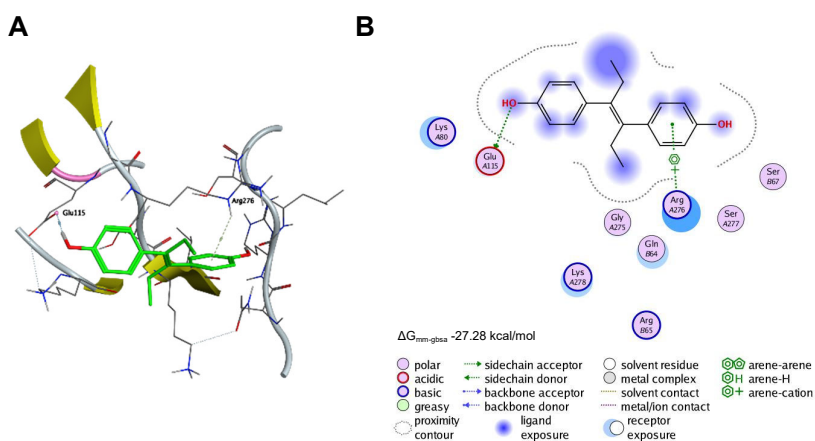 A
B
Glu115
Arg276
HO
OH
Lys
A80
Glu
A115
Ser
B67
Arg
A276
Ser
A277
Gly
A275
Gln
B64
Lys
A278
Arg
B65
ΔGmm-gbsa -27.28 kcal/mol
polar sidechain acceptor solvent residue arene-arene
acidic sidechain donor metal complex H arene-H
basic backbone acceptor solvent contact + arene-cation
greasy backbone donor metal/ion contact
proximity contour ligand exposure receptor exposure